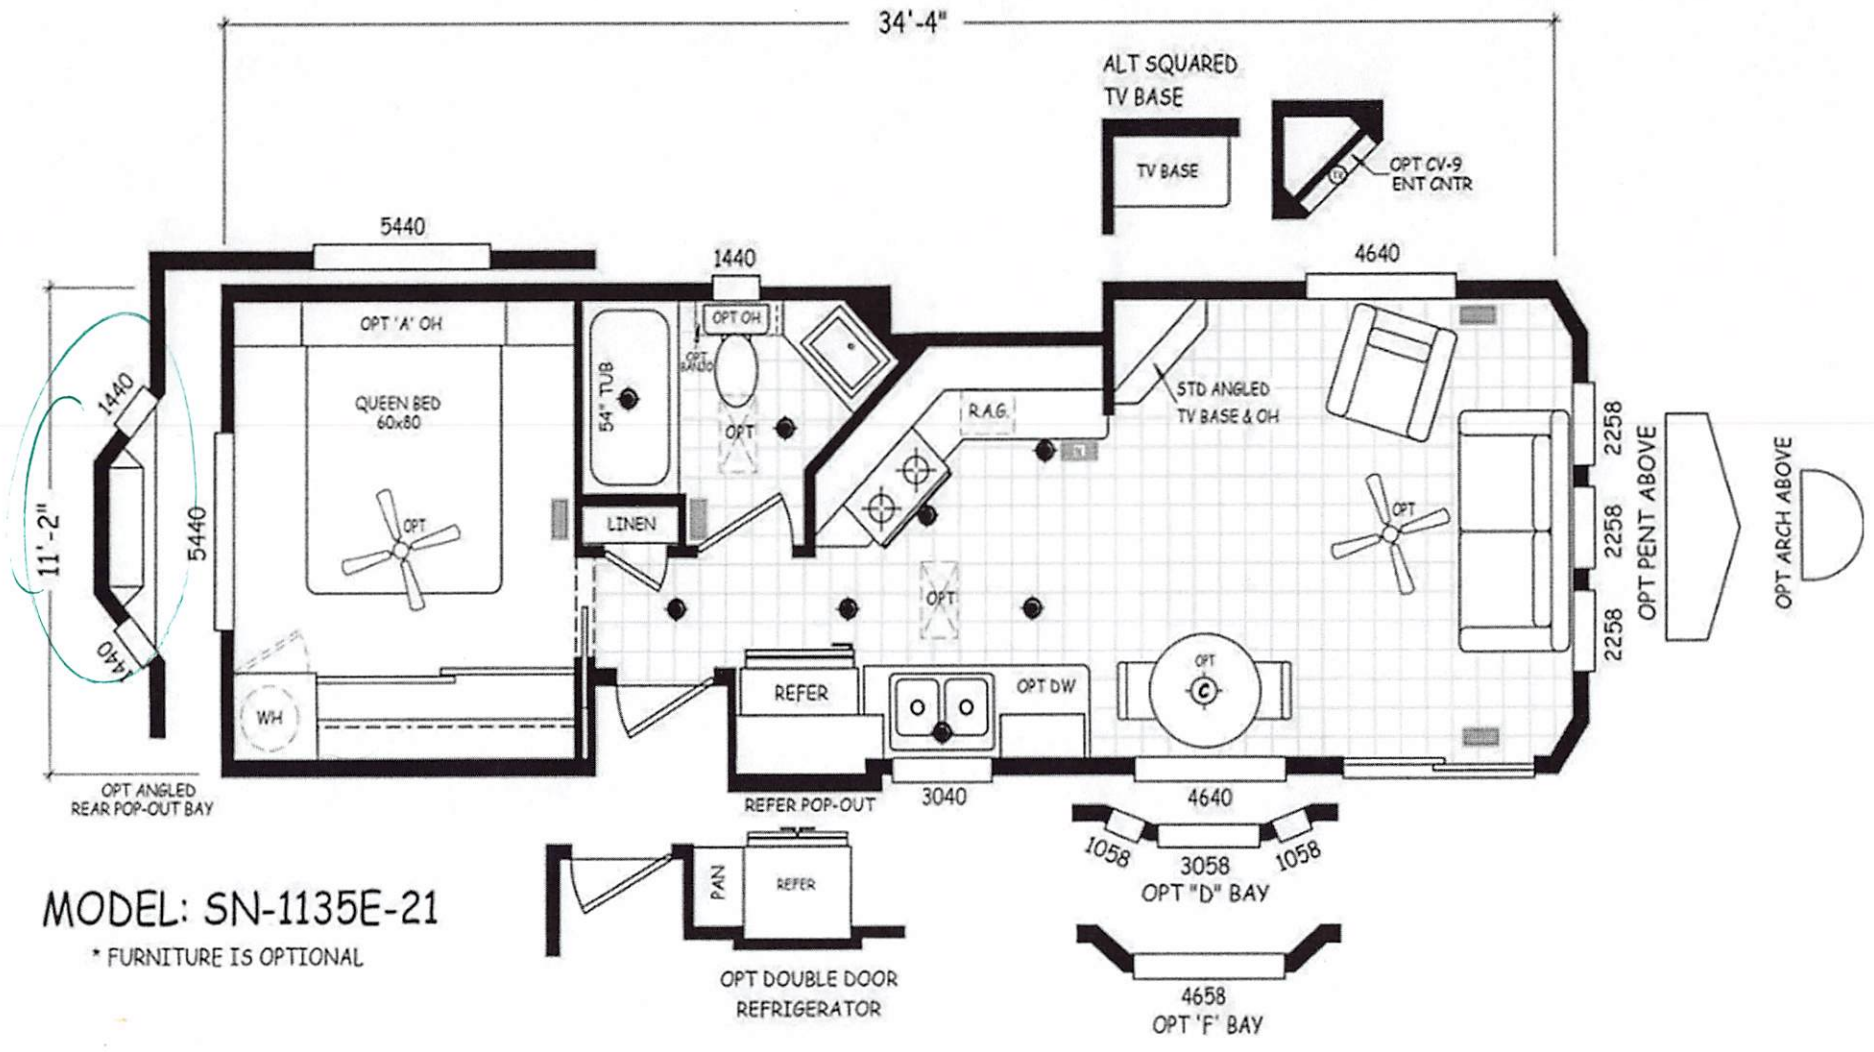 34'-4"
ALT SQUARED
TV BASE
TV BASE
TV
OPT CV-9
ENT CNTR
5440
1440
4640
OPT 'A' OH
OPT OH
OPT
BANJO
QUEEN BED
60x80
54" TUB
OPT
R.A.G.
STD ANGLED
TV BASE & OH
1440
11'-2"
1440
5440
OPT
LINEN
OPT
OPT
2258
2258
2258
OPT PENT ABOVE
OPT ARCH ABOVE
WH
REFER
OPT DW
OPT
C
OPT ANGLED
REAR POP-OUT BAY
REFER POP-OUT
3040
4640
1058
3058
1058
OPT "D" BAY
PAN
REFER
MODEL: SN-1135E-21
* FURNITURE IS OPTIONAL
OPT DOUBLE DOOR
REFRIGERATOR
4658
OPT 'F' BAY